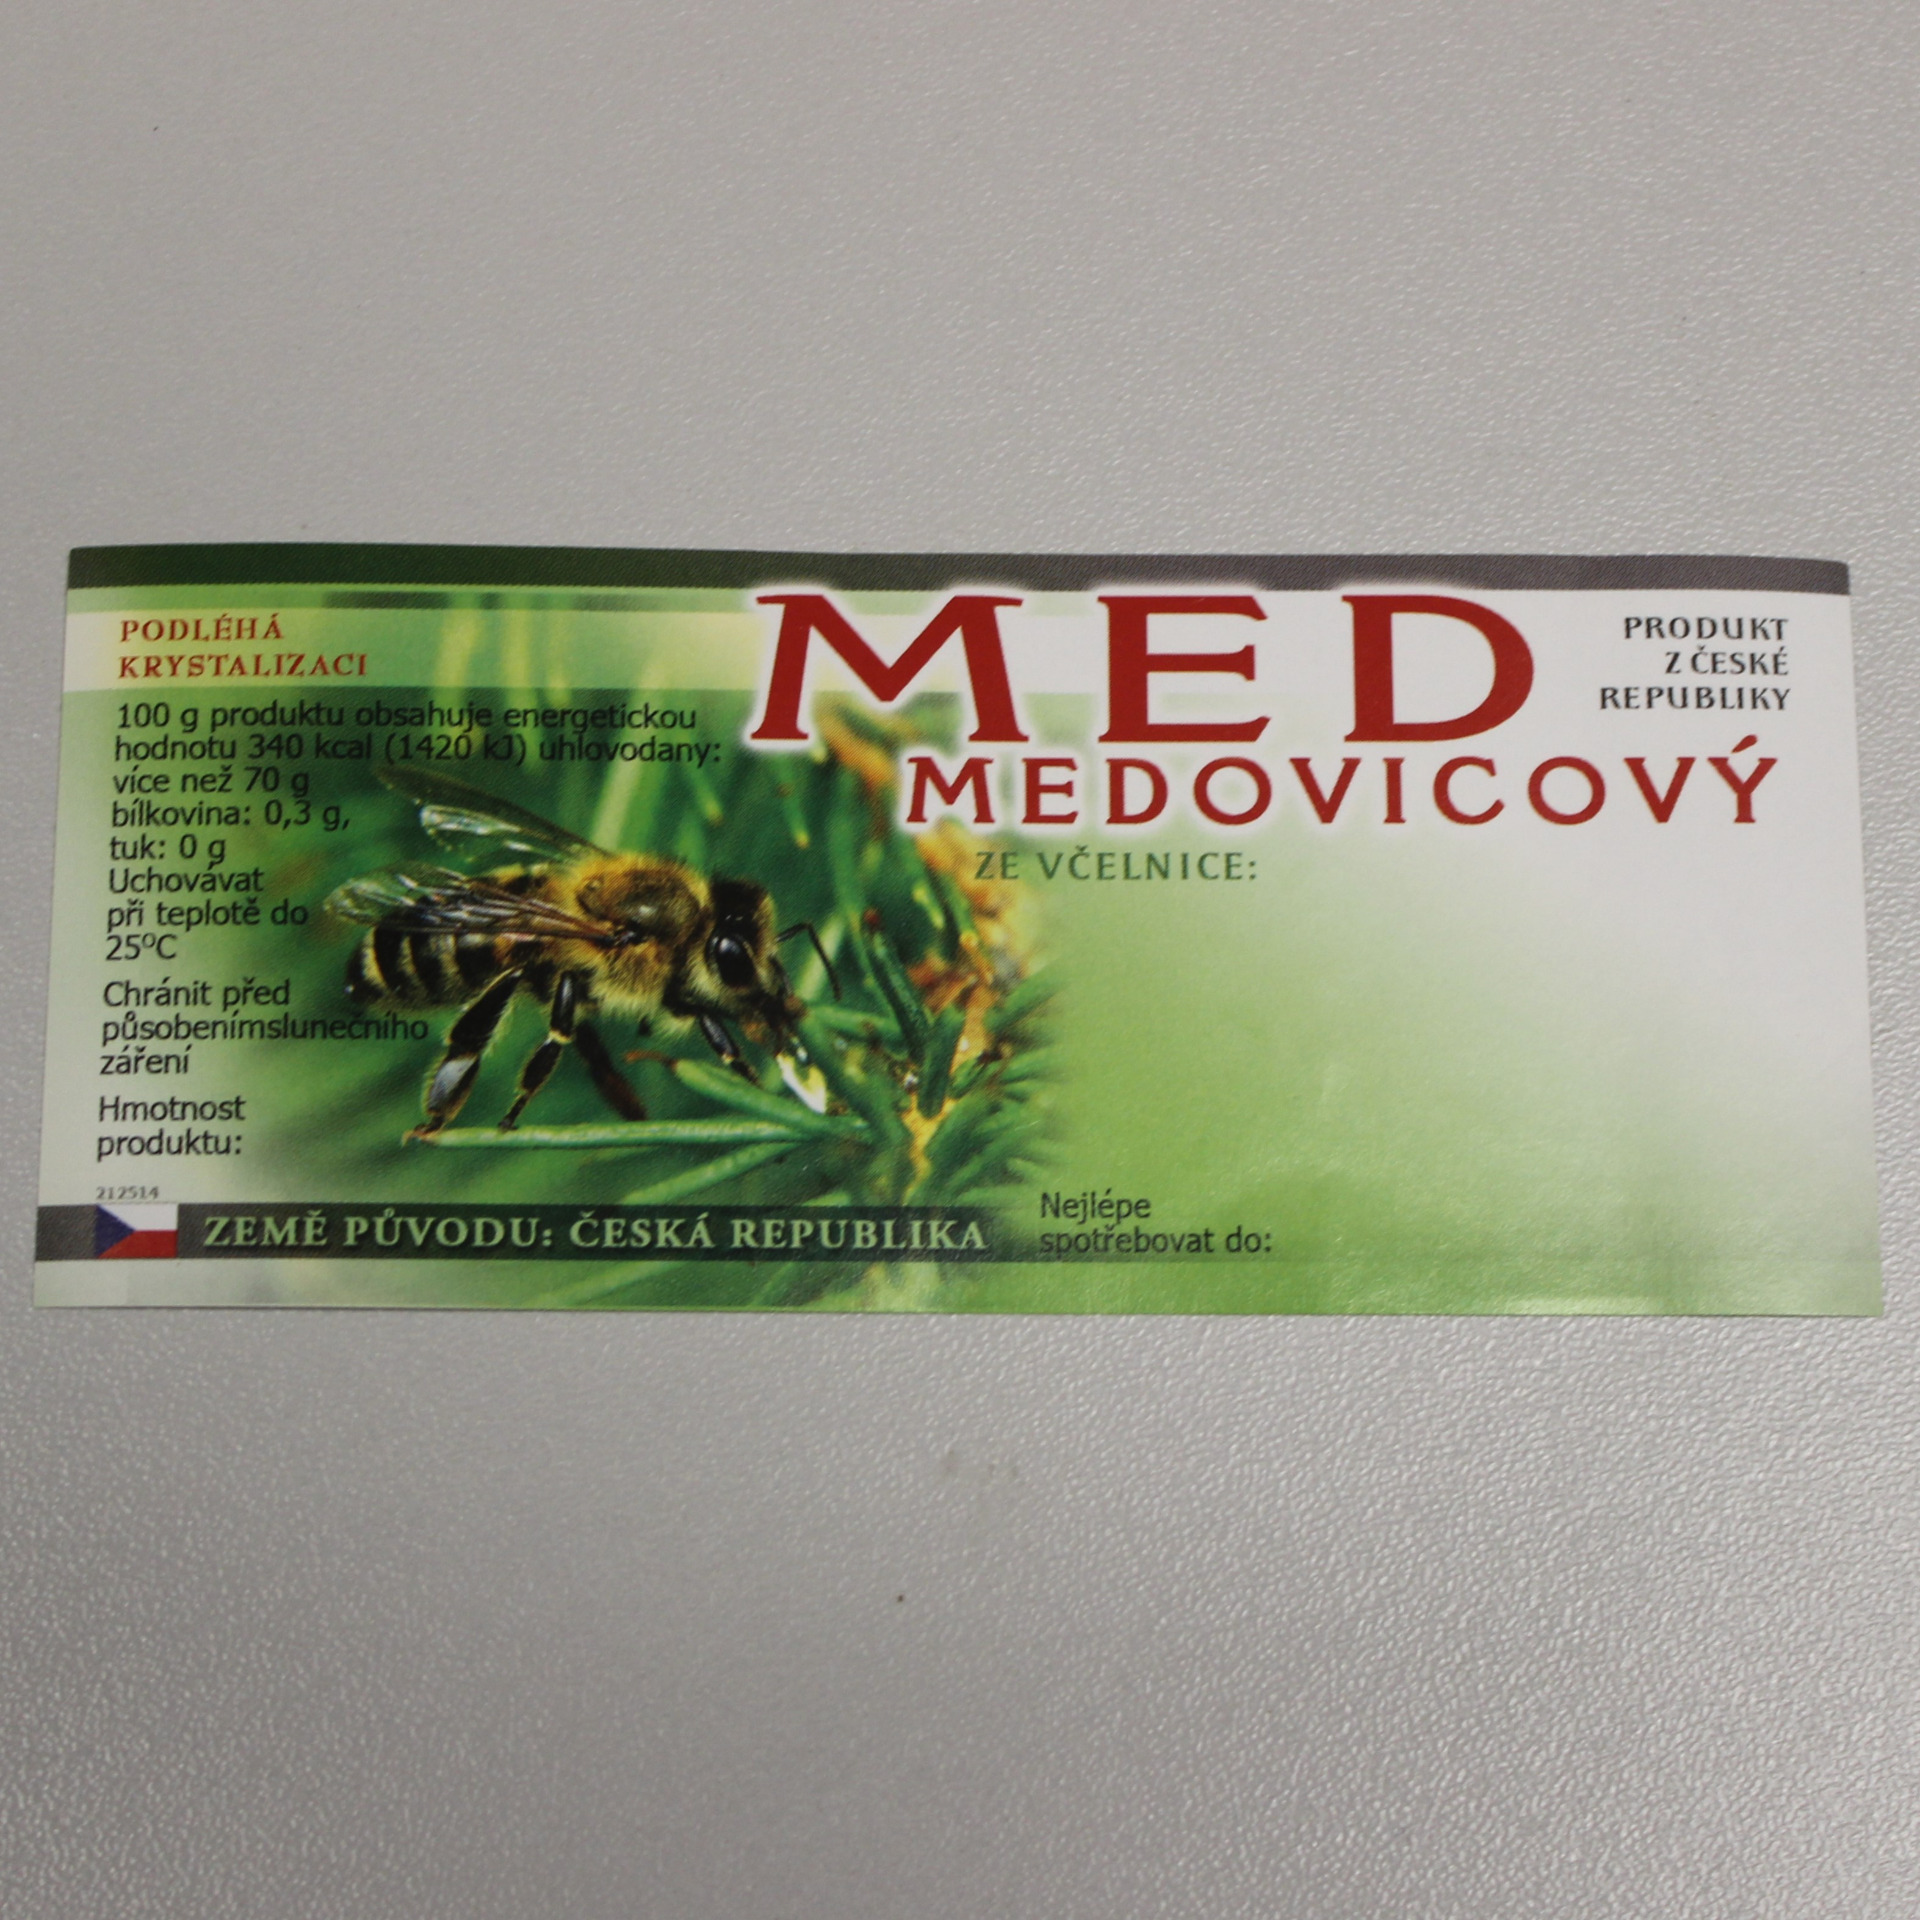 PODLÉHÁ
KRYSTALIZACI
100 g produktu obsahuje energetickou
hodnotu 340 kcal (1420 kJ) uhlovodany:
více než 70 g
bílkovina: 0,3 g,
tuk: 0 g
Uchovávat
při teplotě do
25°C
Chránit před
působenímslunečního
záření
Hmotnost
produktu:
212514
ZEMĚ PŮVODU: ČESKÁ REPUBLIKA
MED
MEDOVICOVÝ
PRODUKT
Z ČESKÉ
REPUBLIKY
ZE VČELNICE:
Nejlépe
spotřebovat do: